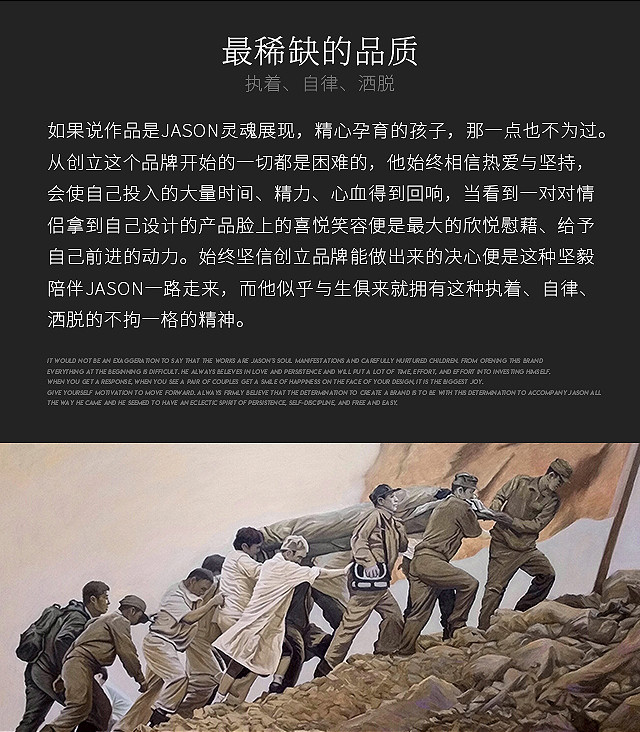 最稀缺的品质
执着、自律、洒脱
如果说作品是JASON灵魂展现，精心孕育的孩子，那一点也不为过。
从创立这个品牌开始的一切都是困难的，他始终相信热爱与坚持，
会使自己投入的大量时间、精力、心血得到回响，当看到一对对情
侣拿到自己设计的产品脸上的喜悦笑容便是最大的欣悦慰藉、给予
自己前进的动力。始终坚信创立品牌能做出来的决心便是这种坚毅
陪伴JASON一路走来，而他似乎与生俱来就拥有这种执着、自律、
洒脱的不拘一格的精神。
IT WOULD NOT BE AN EXAGGERATION TO SAY THAT THE WORKS ARE JASON'S SOUL MANIFESTATIONS AND CAREFULLY NURTURED CHILDREN. FROM OPENING THIS BRAND
EVERYTHING AT THE BEGINNING IS DIFFICULT. HE ALWAYS BELIEVES IN LOVE AND PERSISTENCE AND WILL PUT A LOT OF TIME, EFFORT, AND EFFORT INTO INVESTING HIMSELF.
WHEN YOU GET A RESPONSE, WHEN YOU SEE A PAIR OF COUPLES GET A SMILE OF HAPPINESS ON THE FACE OF YOUR DESIGN, IT IS THE BIGGEST JOY.
GIVE YOURSELF MOTIVATION TO MOVE FORWARD. ALWAYS FIRMLY BELIEVE THAT THE DETERMINATION TO CREATE A BRAND IS TO BE WITH THIS DETERMINATION TO ACCOMPANY JASON ALL
THE WAY HE CAME AND HE SEEMED TO HAVE AN ECLECTIC SPIRIT OF PERSISTENCE, SELF-DISCIPLINE, AND FREE AND EASY.